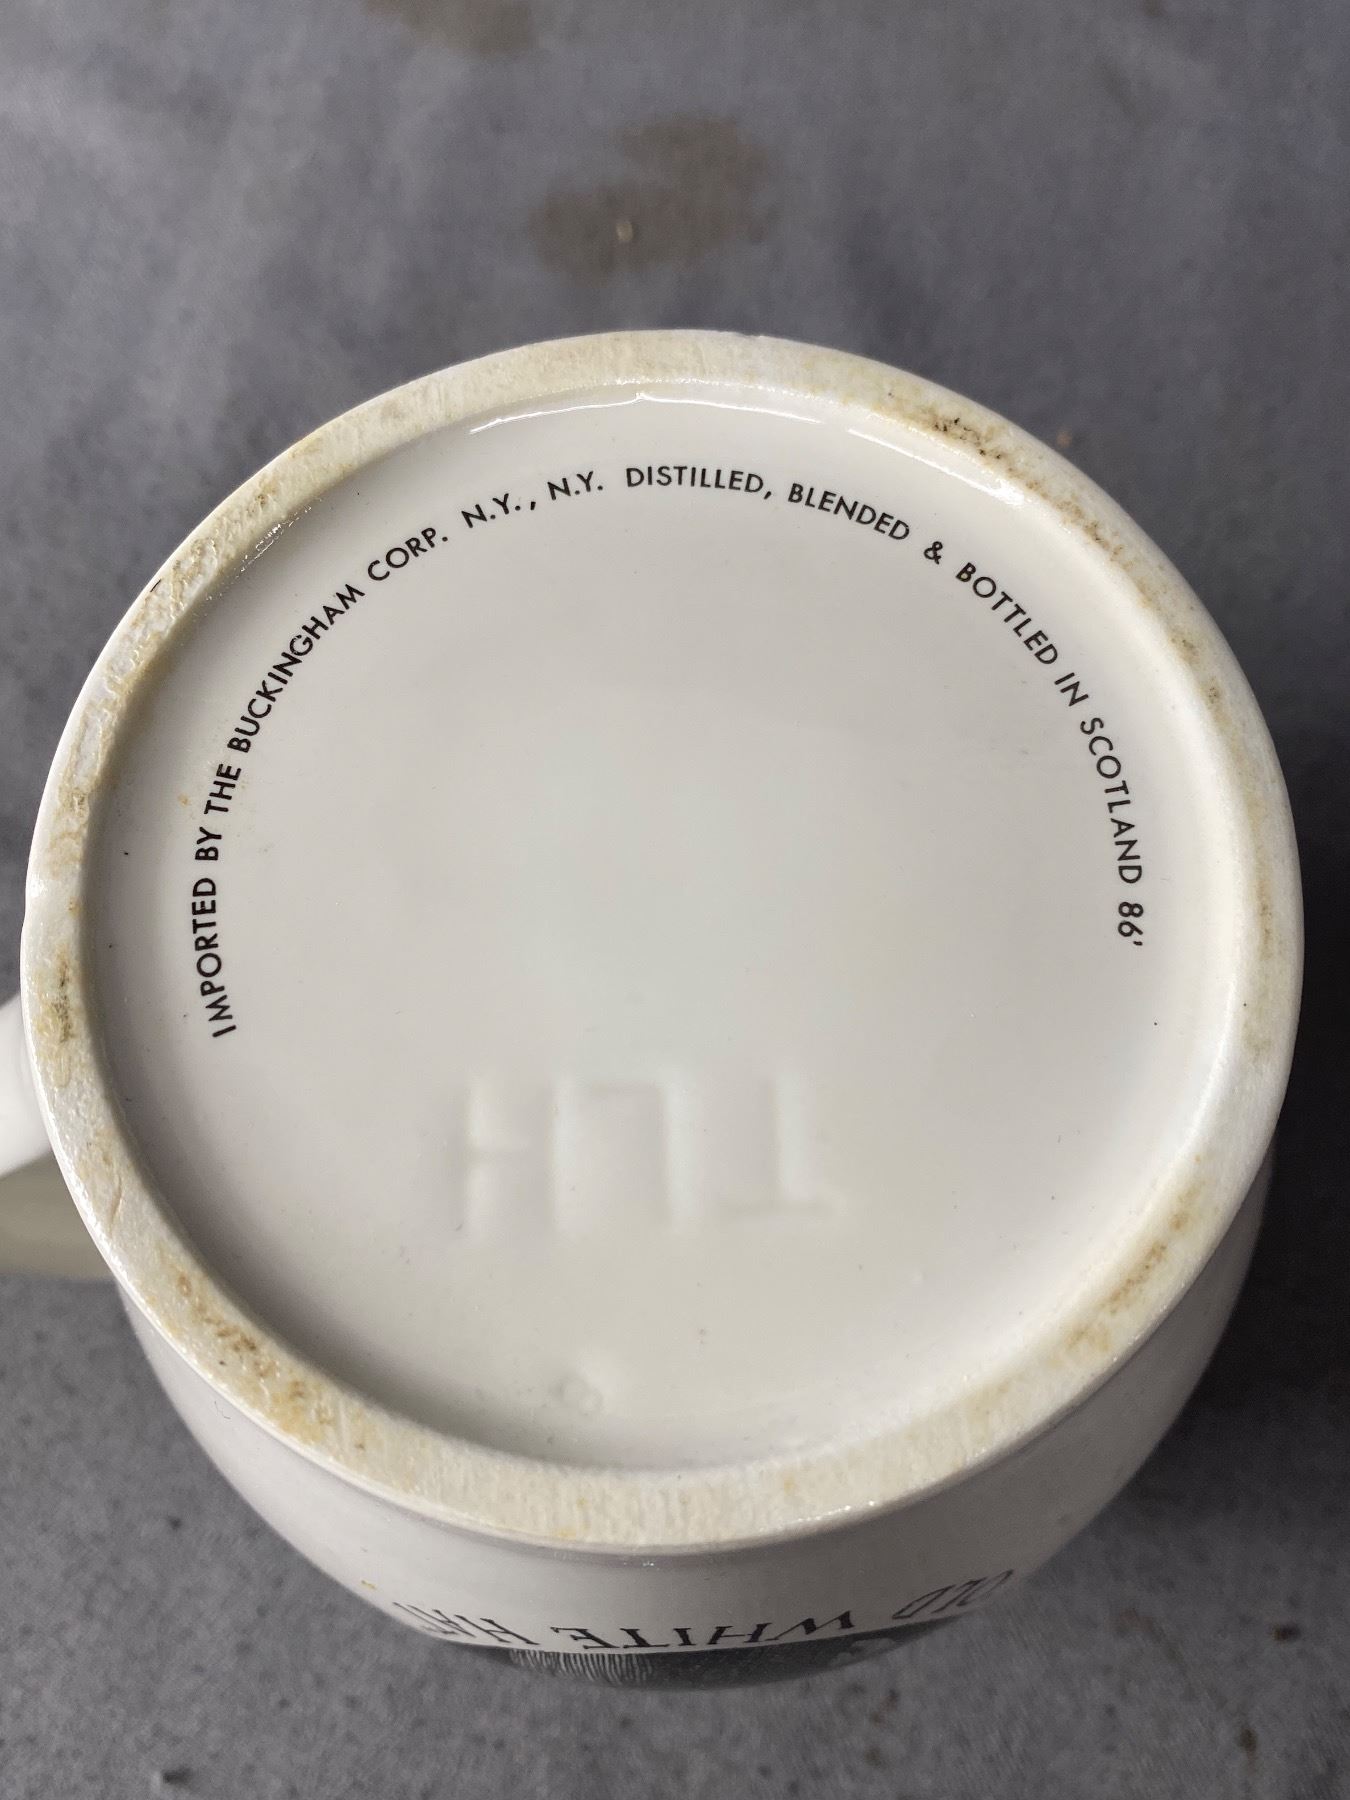 IMPORTED BY THE BUCKINGHAM CORP. N.Y., N.Y. DISTILLED, BLENDED & BOTTLED IN SCOTLAND 86'
OLD WHITE